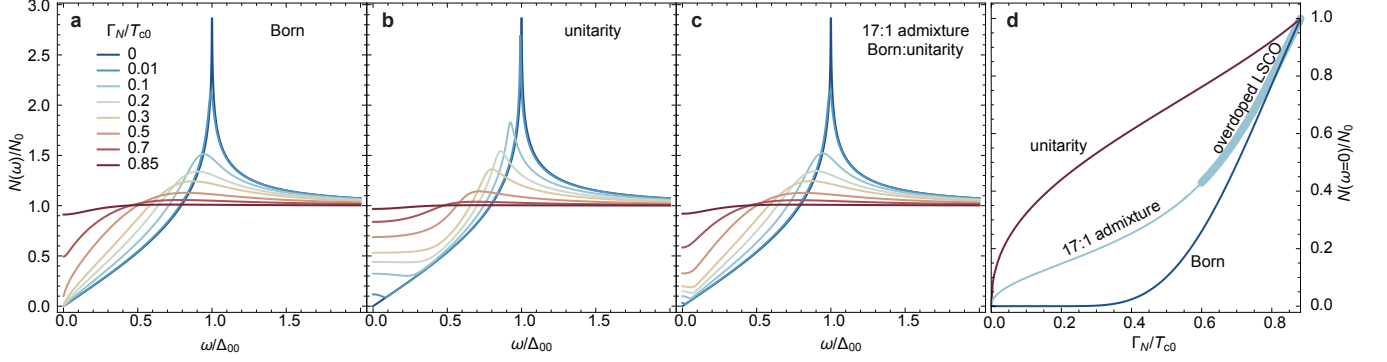 a
Γ_N/T_c0
0
0.01
0.1
0.2
0.3
0.5
0.7
0.85
Born
N(ω)/N_0
3.0
2.5
2.0
1.5
1.0
0.5
0.0
0.0 0.5 1.0 1.5
ω/Δ_00
b
unitarity
0.0 0.5 1.0 1.5
ω/Δ_00
c
17:1 admixture
Born:unitarity
0.0 0.5 1.0 1.5
ω/Δ_00
d
unitarity
17:1 admixture
Born
overdoped LSCO
1.0
0.8
0.6
0.4
0.2
0.0
N(ω=0)/N_0
0.0 0.2 0.4 0.6 0.8
Γ_N/T_c0